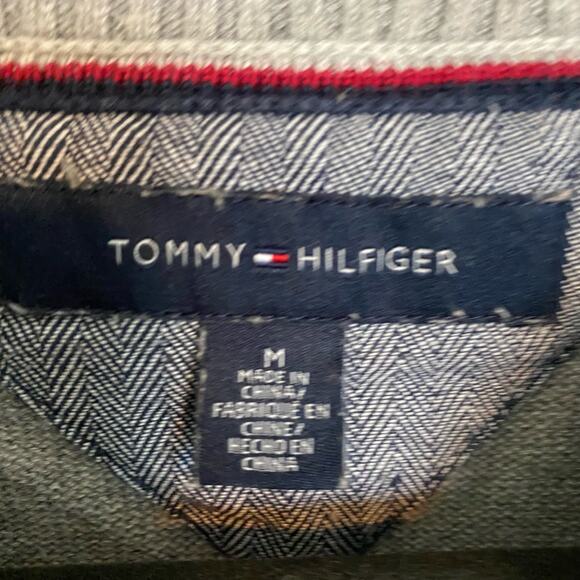 TOMMY HILFIGER
M
MADE IN
CHINA/
FABRIQUE EN
CHINE/
HECHO EN
CHINA